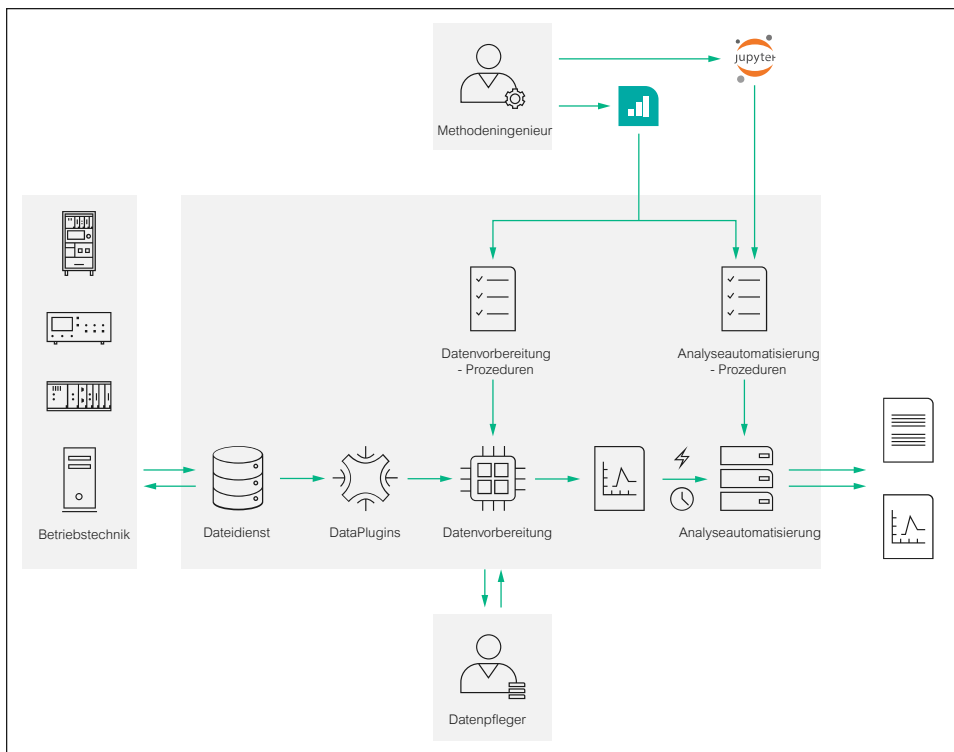 jupyter
Methodeningenieur
Datenvorbereitung
- Prozeduren
Analyseautomatisierung
- Prozeduren
Betriebstechnik
Dateidienst
DataPlugins
Datenvorbereitung
Analyseautomatisierung
Datenpfleger